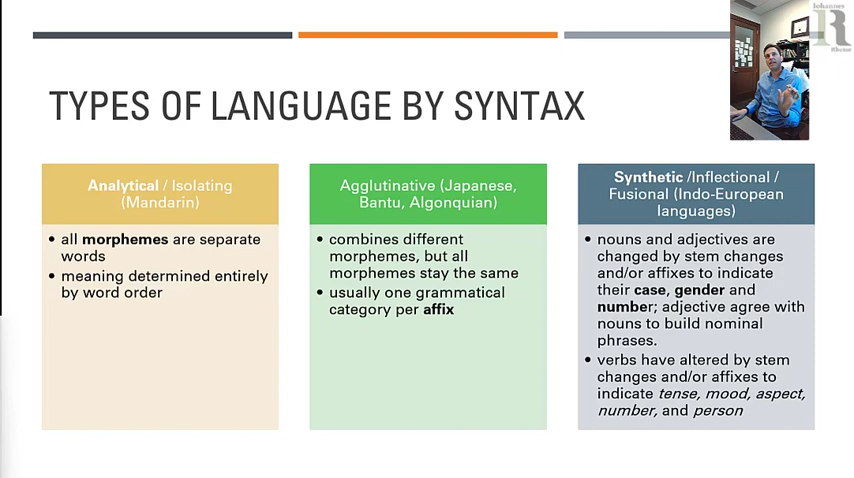 Iohannes
R
Rhetor
TYPES OF LANGUAGE BY SYNTAX
Analytical / Isolating
(Mandarin)
• all morphemes are separate
words
• meaning determined entirely
by word order
Agglutinative (Japanese,
Bantu, Algonquian)
• combines different
morphemes, but all
morphemes stay the same
• usually one grammatical
category per affix
Synthetic /Inflectional /
Fusional (Indo-European
languages)
• nouns and adjectives are
changed by stem changes
and/or affixes to indicate
their case, gender and
number; adjective agree with
nouns to build nominal
phrases.
• verbs have altered by stem
changes and/or affixes to
indicate tense, mood, aspect,
number, and person